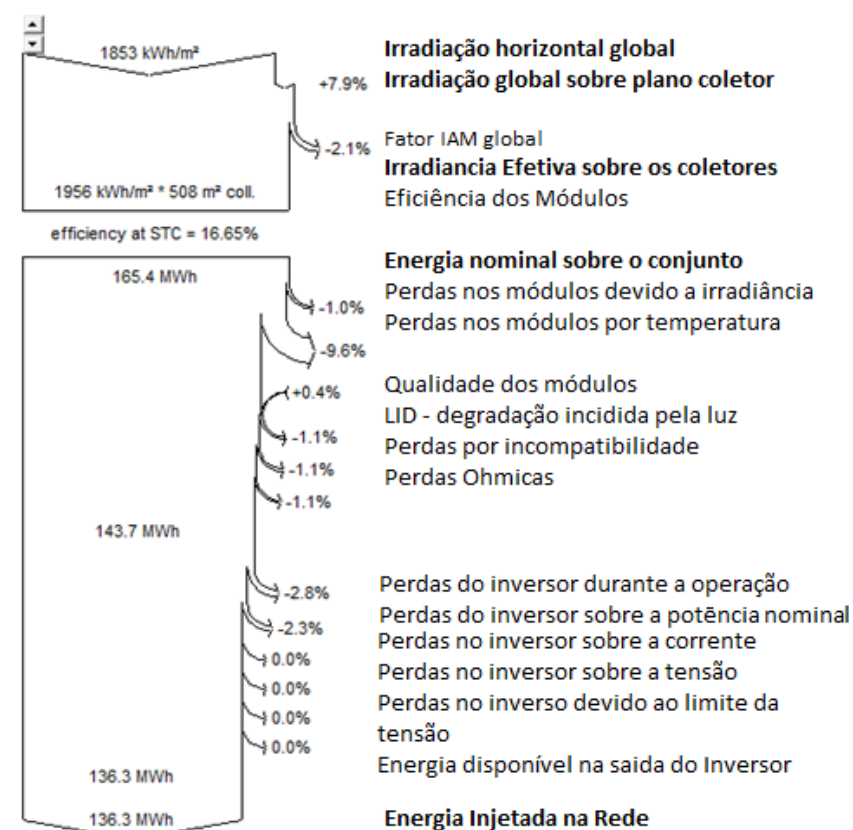 1853 kWh/m²
Irradiação horizontal global
+7.9%
Irradiação global sobre plano coletor
-2.1%
Fator IAM global
Irradiancia Efetiva sobre os coletores
1956 kWh/m² * 508 m² coll.
Eficiência dos Módulos
efficiency at STC = 16.65%
Energia nominal sobre o conjunto
165.4 MWh
-1.0%
Perdas nos módulos devido a irradiância
-9.6%
Perdas nos módulos por temperatura
+0.4%
Qualidade dos módulos
-1.1%
LID - degradação incidida pela luz
-1.1%
Perdas por incompatibilidade
-1.1%
Perdas Ohmicas
143.7 MWh
-2.8%
Perdas do inversor durante a operação
-2.3%
Perdas do inversor sobre a potência nominal
0.0%
Perdas no inversor sobre a corrente
0.0%
Perdas no inversor sobre a tensão
0.0%
Perdas no inverso devido ao limite da
tensão
0.0%
Energia disponível na saida do Inversor
136.3 MWh
136.3 MWh
Energia Injetada na Rede